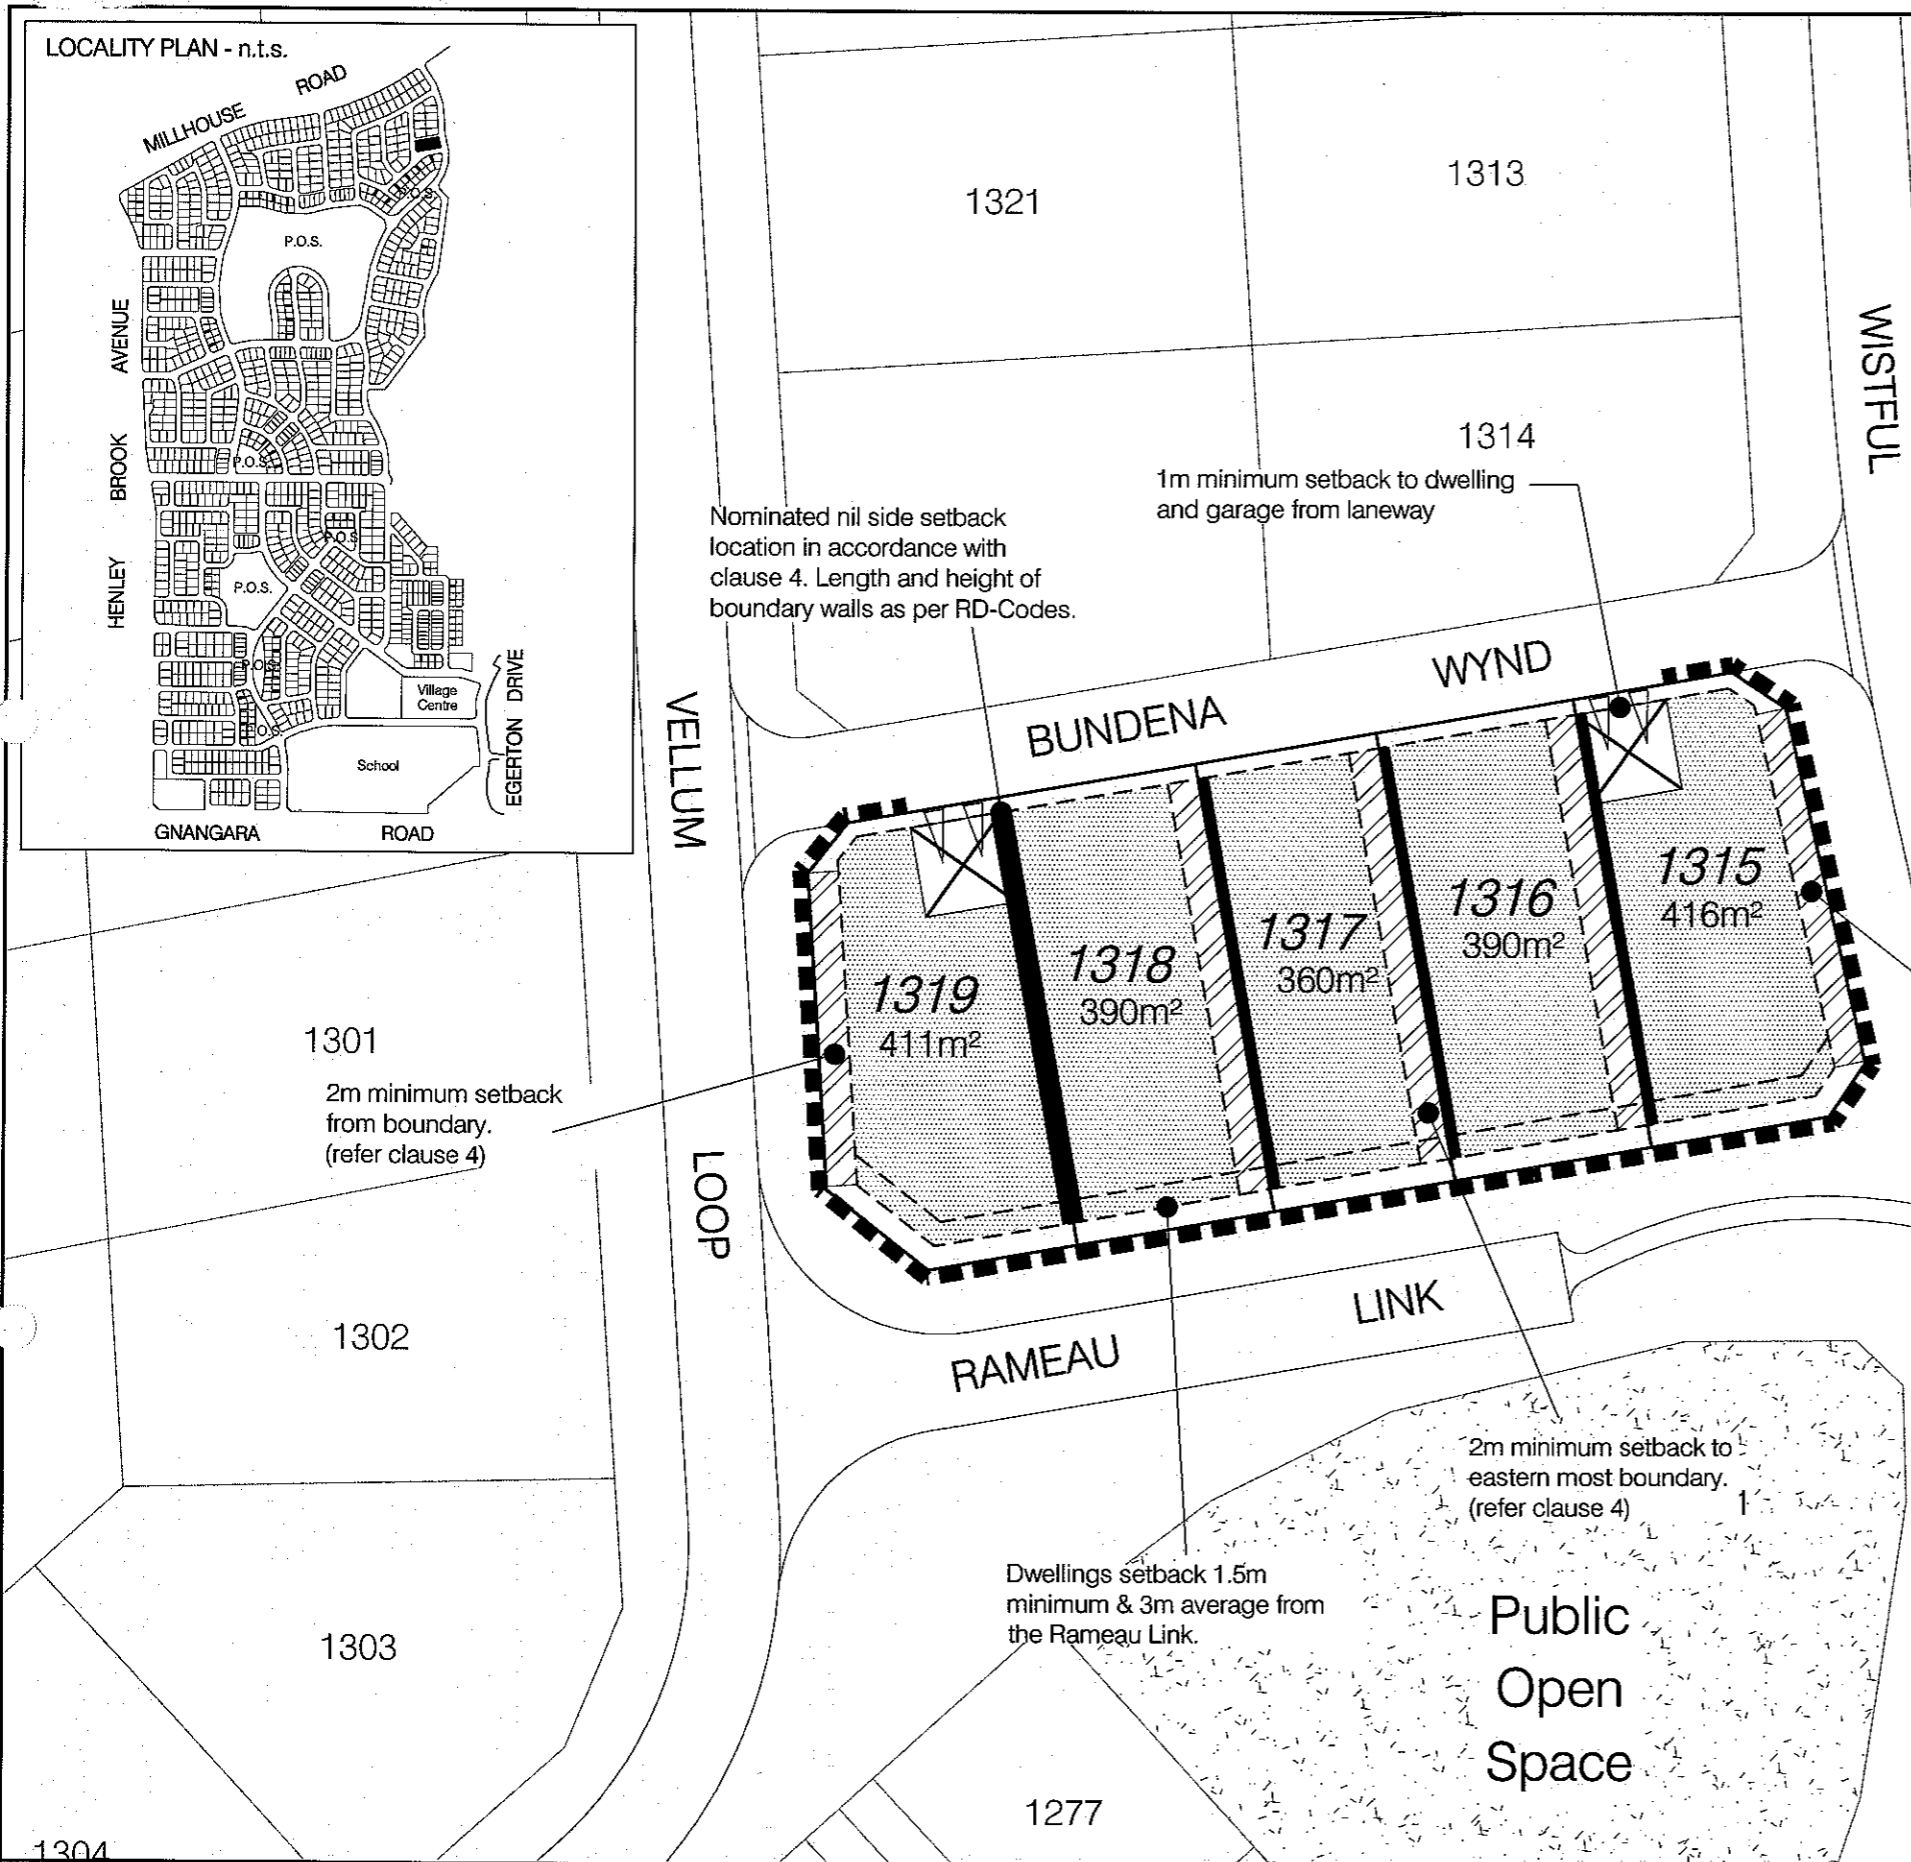 LOCALITY PLAN - n.t.s.
MILLHOUSE ROAD
P.O.S.
P.O.S.
HENLEY BROOK AVENUE
P.O.S.
P.O.S.
P.O.S.
P.O.S.
Village
Centre
P.O.S.
School
EGERTON DRIVE
GNANGARA ROAD
1321
1313
1314
WISTFUL
Nominated nil side setback
location in accordance with
clause 4. Length and height of
boundary walls as per RD-Codes.
1m minimum setback to dwelling
and garage from laneway
BUNDENA WYND
VELLUM LOOP
1319
411m²
1318
390m²
1317
360m²
1316
390m²
1315
416m²
1301
2m minimum setback
from boundary.
(refer clause 4)
1302
1303
1304
RAMEAU LINK
2m minimum setback to
eastern most boundary.
(refer clause 4)
1
Dwellings setback 1.5m
minimum & 3m average from
the Rameau Link.
Public
Open
Space
1277